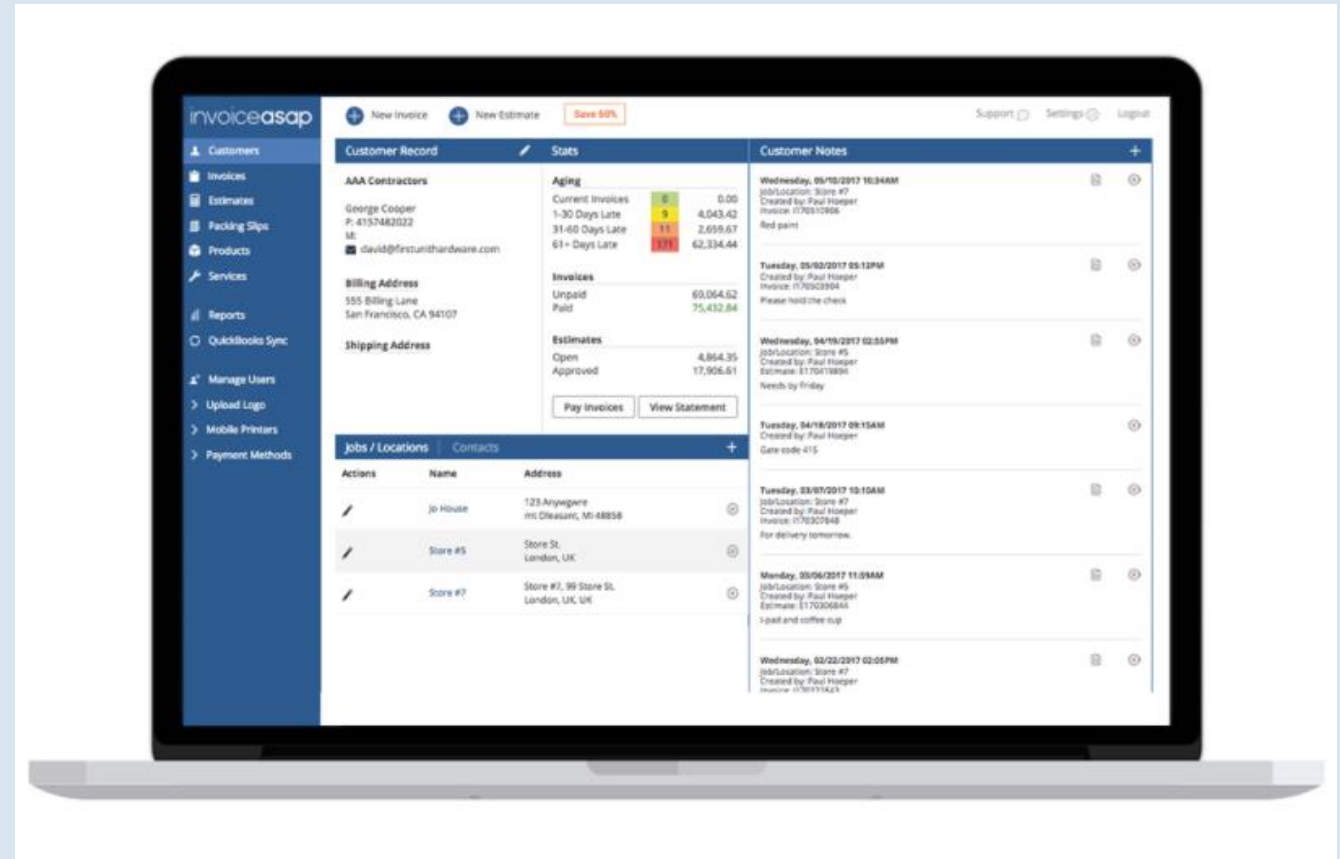 invoiceasap
New Invoice
New Estimate
Save 50%
Support
Settings
Logout
Customers
Invoices
Estimates
Packing Slips
Products
Services
Reports
QuickBooks Sync
Manage Users
Upload Logo
Mobile Printers
Payment Methods
Customer Record
AAA Contractors
George Cooper
P: 4157482022
M:
david@firstunithardware.com
Billing Address
555 Billing Lane
San Francisco, CA 94107
Shipping Address
Stats
Aging
Current Invoices 0 0.00
1-30 Days Late 9 4,043.42
31-60 Days Late 11 2,659.67
61+ Days Late 171 62,334.44
Invoices
Unpaid 69,064.62
Paid 75,432.84
Estimates
Open 4,864.35
Approved 17,906.61
Pay Invoices View Statement
Jobs / Locations Contacts
Actions Name Address
Jo House
123 Anywgwre
mt Dleasant, MI 48858
Store #5
Store St.
London, UK
Store #7
Store #7, 99 Store St.
London, UK, UK
Customer Notes
Wednesday, 05/10/2017 10:34AM
Job/Location: Store #7
Created by: Paul Hoeper
Invoice: I170510906
Red paint
Tuesday, 05/02/2017 05:13PM
Created by: Paul Hoeper
Invoice: I170503904
Please hold the check
Wednesday, 04/19/2017 02:55PM
Job/Location: Store #5
Created by: Paul Hoeper
Estimate: E170419894
Needs by Friday
Tuesday, 04/18/2017 09:15AM
Created by: Paul Hoeper
Gate code 415
Tuesday, 03/07/2017 10:10AM
Job/Location: Store #7
Created by: Paul Hoeper
Invoice: I170307848
For delivery tomorrow.
Monday, 03/06/2017 11:59AM
Job/Location: Store #5
Created by: Paul Hoeper
Estimate: E170306844
I-pad and coffee cup
Wednesday, 02/22/2017 02:05PM
Job/Location: Store #7
Created by: Paul Hoeper